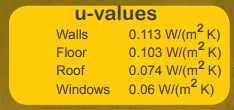 u-values
Walls 0.113 W/(m² K)
Floor 0.103 W/(m² K)
Roof 0.074 W/(m² K)
Windows 0.06 W/(m² K)